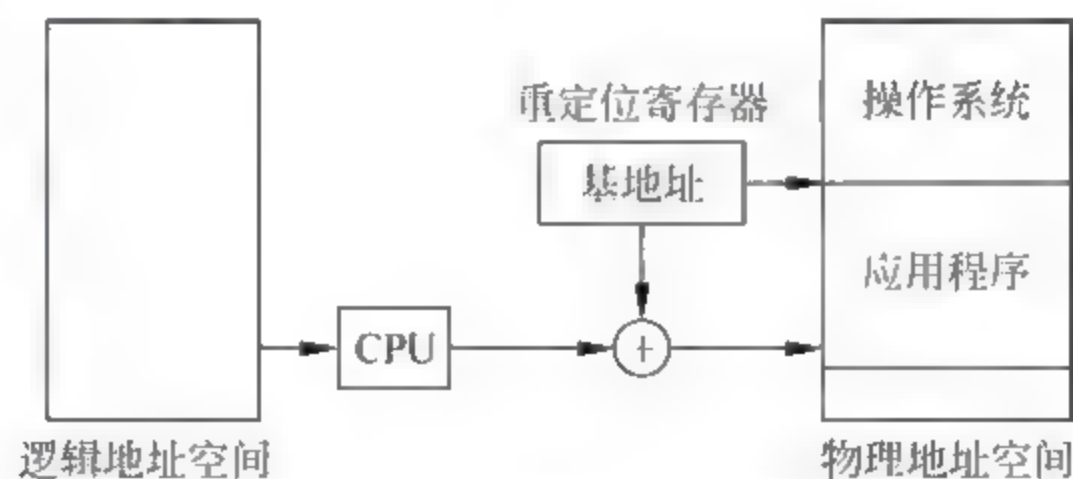 重定位寄存器
基地址
操作系统
应用程序
CPU
+
逻辑地址空间
物理地址空间